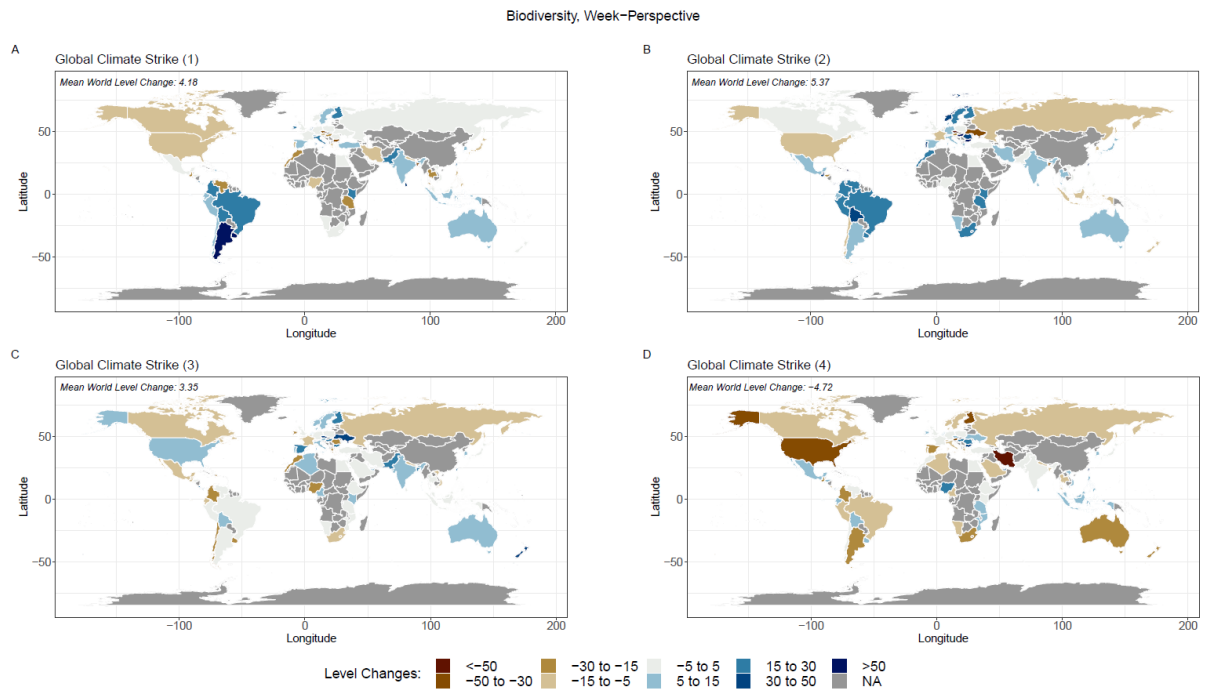 Biodiversity, Week−Perspective
A
Global Climate Strike (1)
Mean World Level Change: 4.18
50
0
−50
Latitude
−100
0
100
200
Longitude
B
Global Climate Strike (2)
Mean World Level Change: 5.37
50
0
−50
Latitude
−100
0
100
200
Longitude
C
Global Climate Strike (3)
Mean World Level Change: 3.35
50
0
−50
Latitude
−100
0
100
200
Longitude
D
Global Climate Strike (4)
Mean World Level Change: −4.72
50
0
−50
Latitude
−100
0
100
200
Longitude
Level Changes:
<−50
−50 to −30
−30 to −15
−15 to −5
−5 to 5
5 to 15
15 to 30
30 to 50
>50
NA